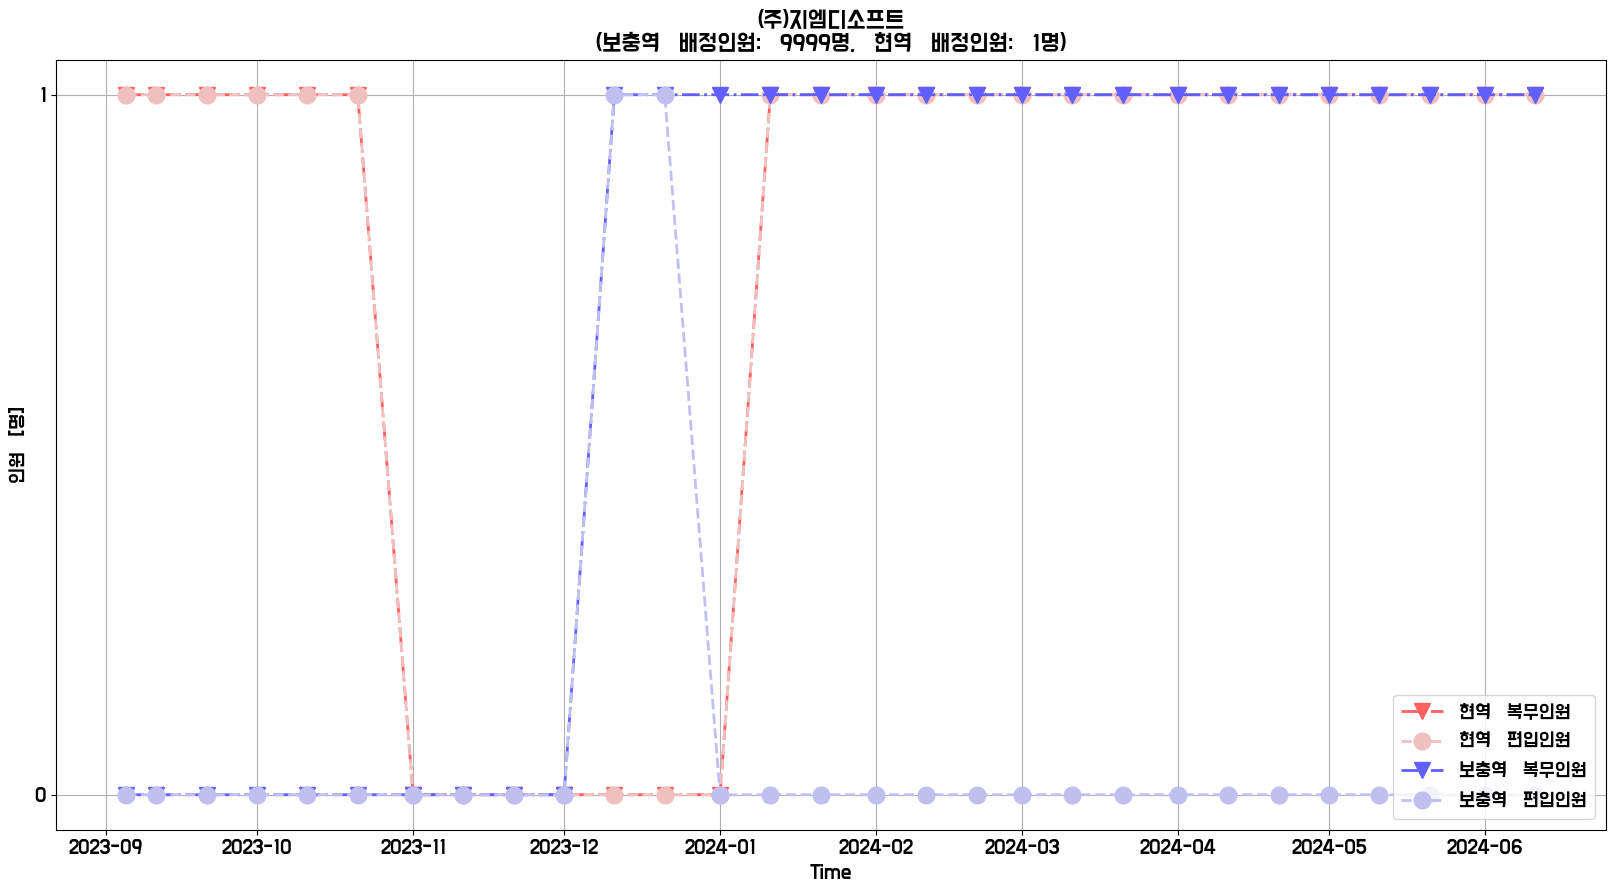 (주)지엠디소프트
(보충역 배정인원: 9999명, 현역 배정인원: 1명)
1
인원 [명]
0
현역 복무인원
현역 편입인원
보충역 복무인원
보충역 편입인원
2023-09 2023-10 2023-11 2023-12 2024-01 2024-02 2024-03 2024-04 2024-05 2024-06
Time